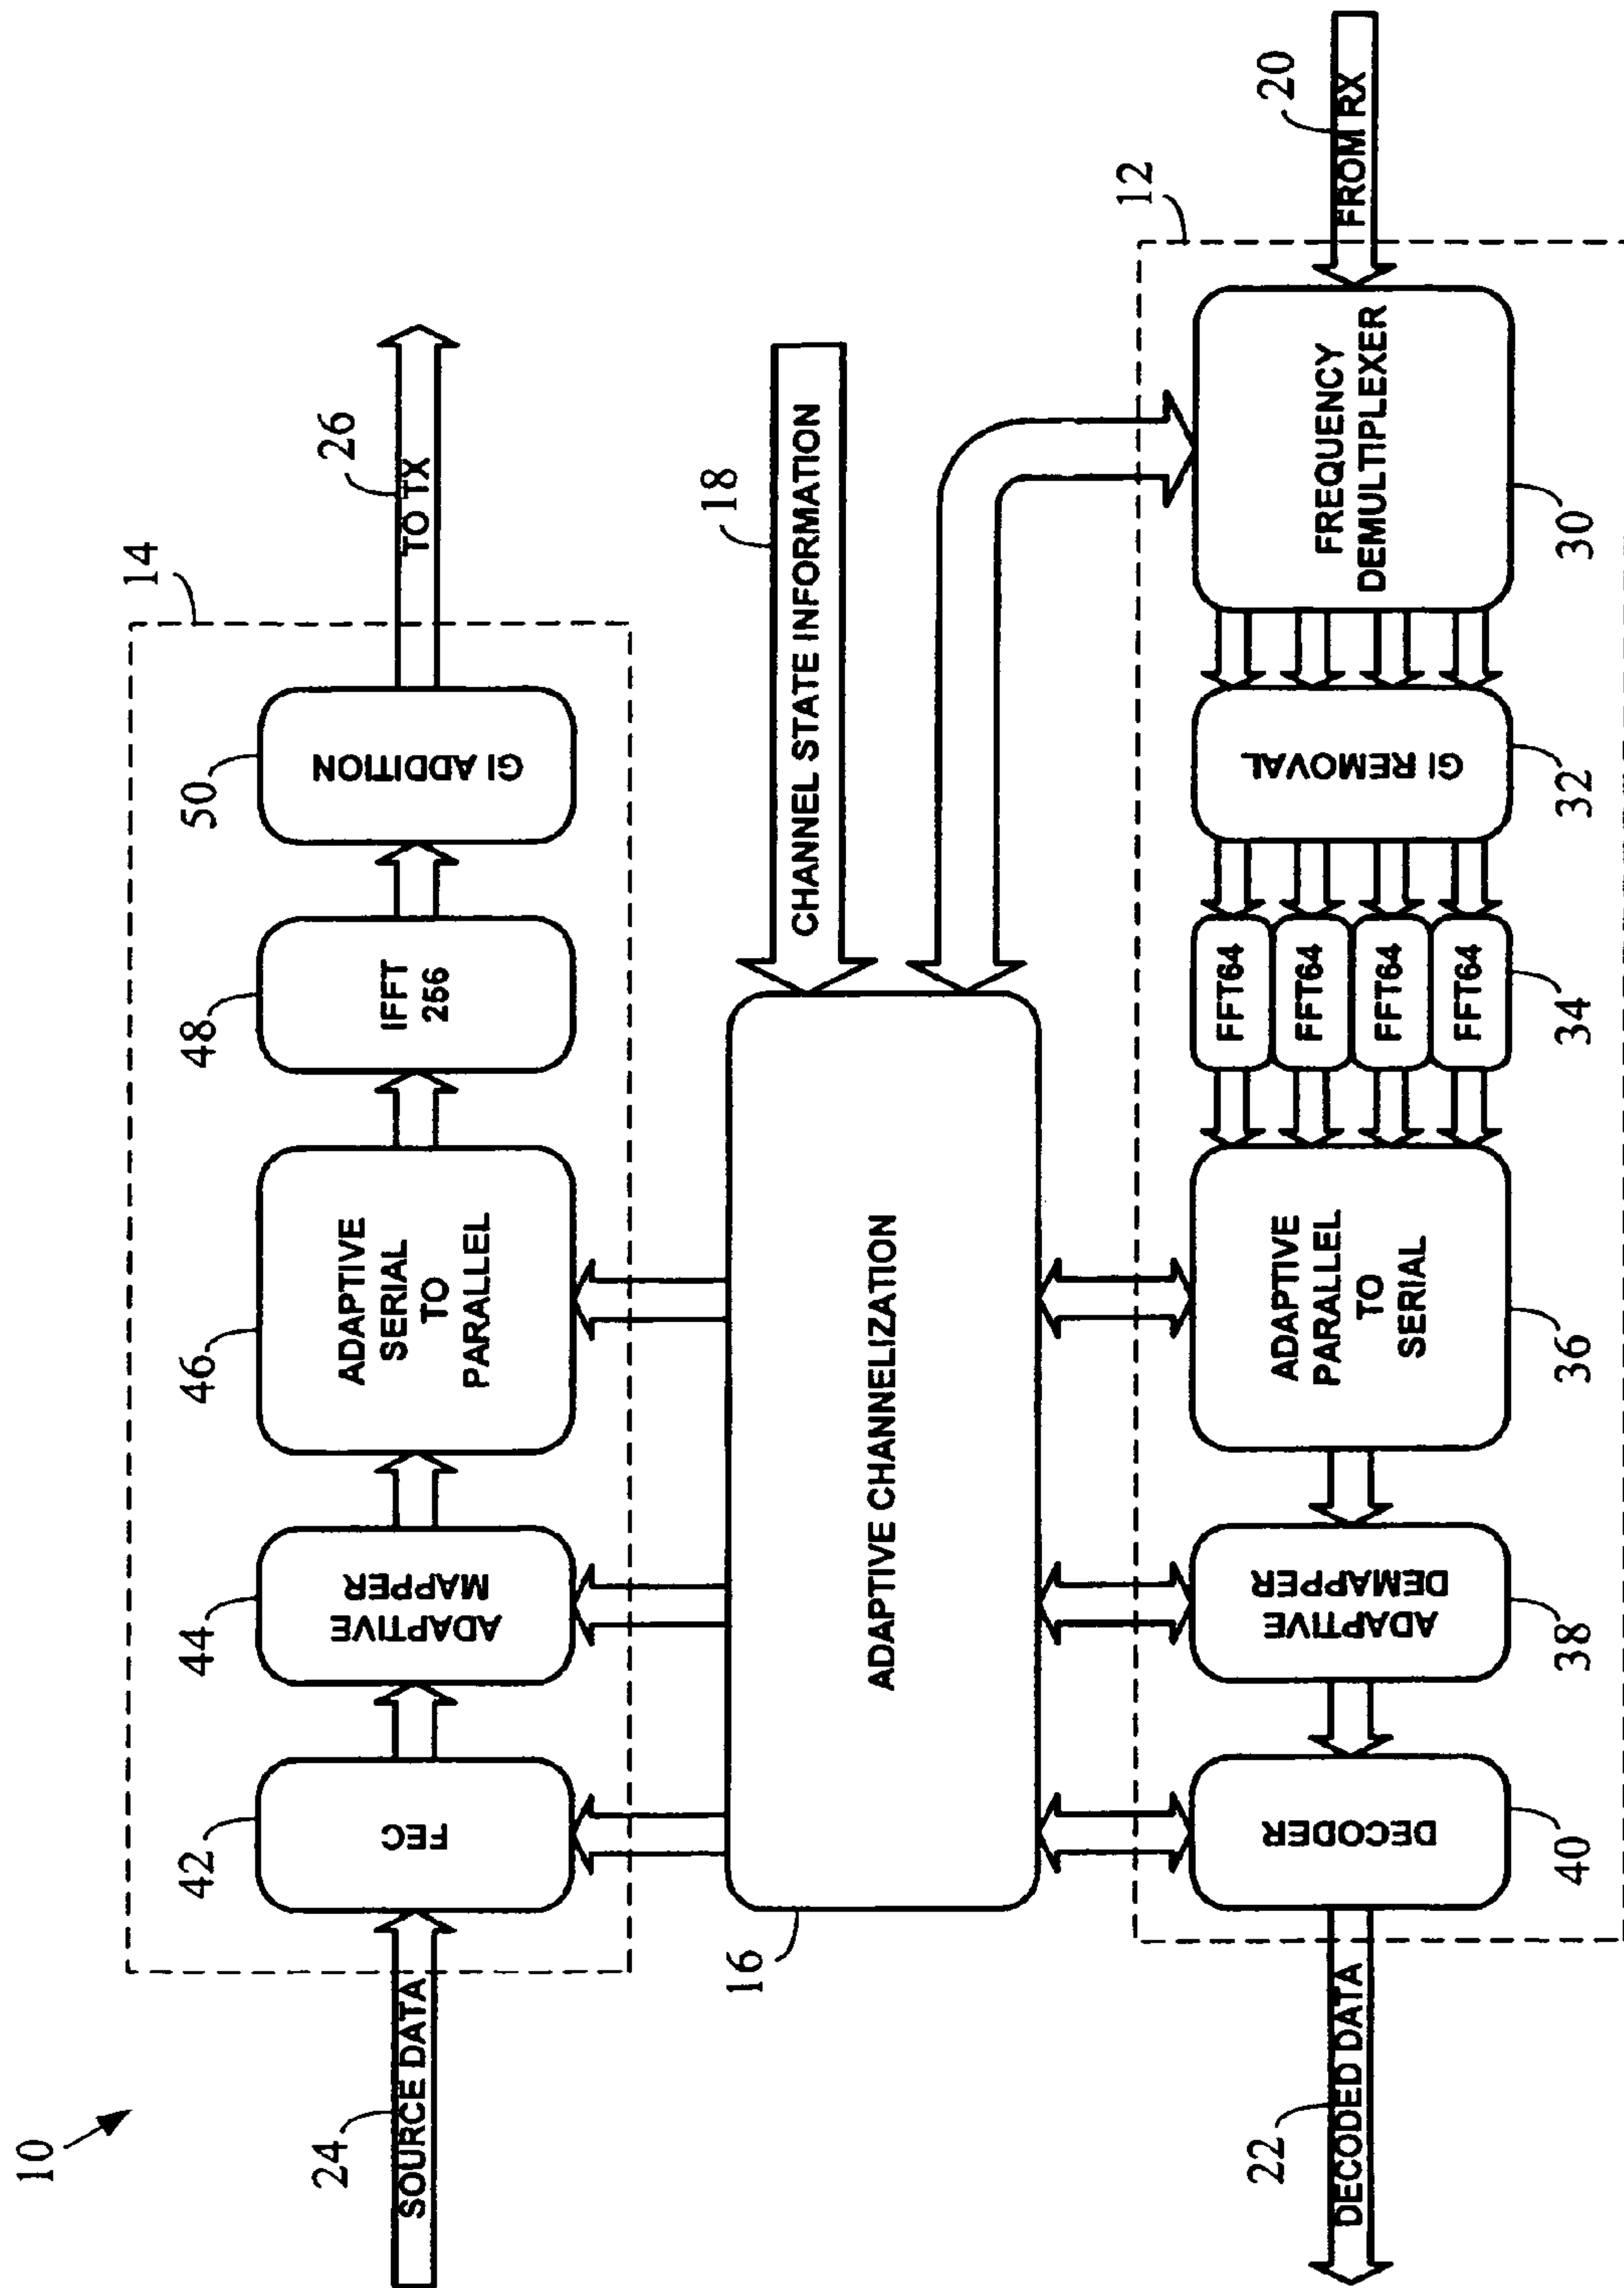 10
14
42
44
46
48
50
24
SOURCE DATA
FEC
ADAPTIVE
MAPPER
ADAPTIVE
SERIAL
TO
PARALLEL
IFFT
256
GI ADDITION
TO TX
26
16
ADAPTIVE CHANNELIZATION
CHANNEL STATE INFORMATION
18
12
22
DECODED DATA
DECODER
ADAPTIVE
DEMAPPER
ADAPTIVE
PARALLEL
TO
SERIAL
FFT64
FFT64
FFT64
FFT64
GI REMOVAL
FREQUENCY
DEMULTIPLEXER
FROM RX
20
40
38
36
34
32
30